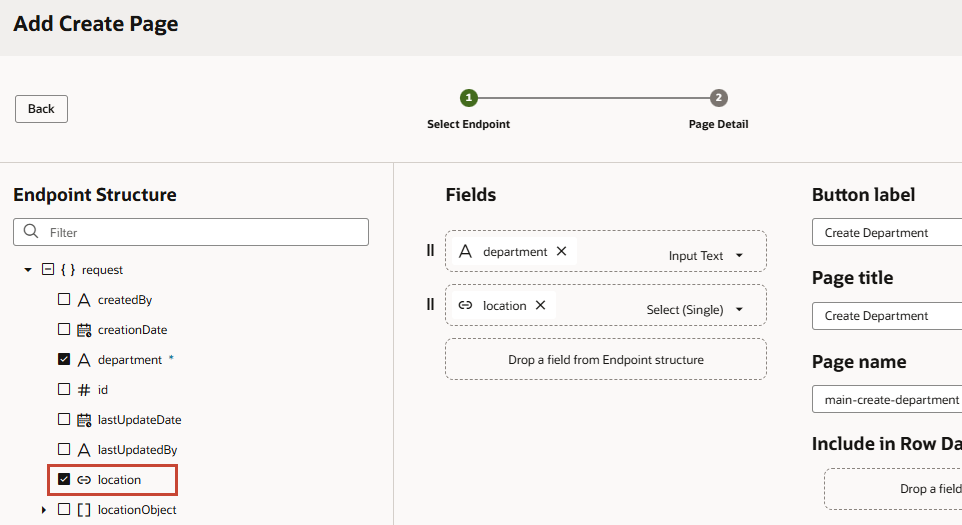 Add Create Page
Back
1
2
Select Endpoint
Page Detail
Endpoint Structure
Filter
{ } request
A createdBy
creationDate
A department *
# id
lastUpdateDate
A lastUpdatedBy
location
[ ] locationObject
Fields
A department X
Input Text
location X
Select (Single)
Drop a field from Endpoint structure
Button label
Create Department
Page title
Create Department
Page name
main-create-department
Include in Row Da
Drop a field